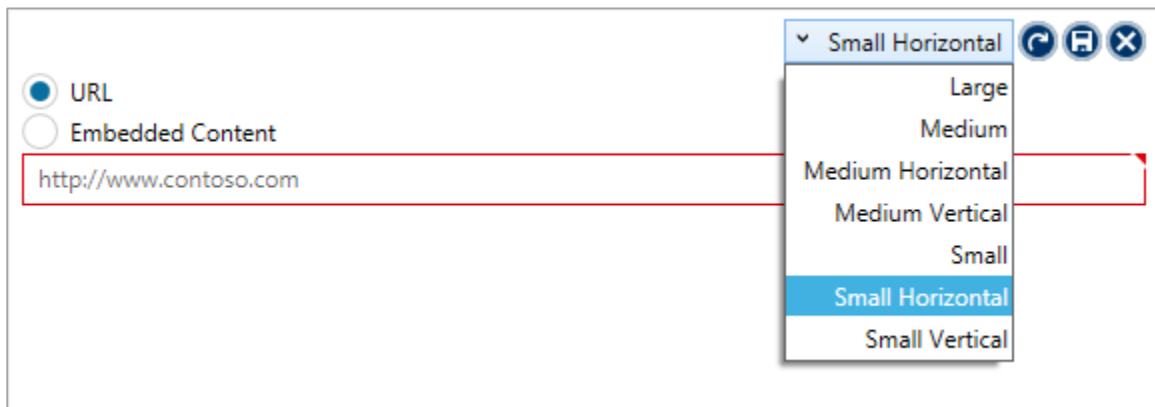 Small Horizontal
URL
Embedded Content
http://www.contoso.com
Large
Medium
Medium Horizontal
Medium Vertical
Small
Small Horizontal
Small Vertical